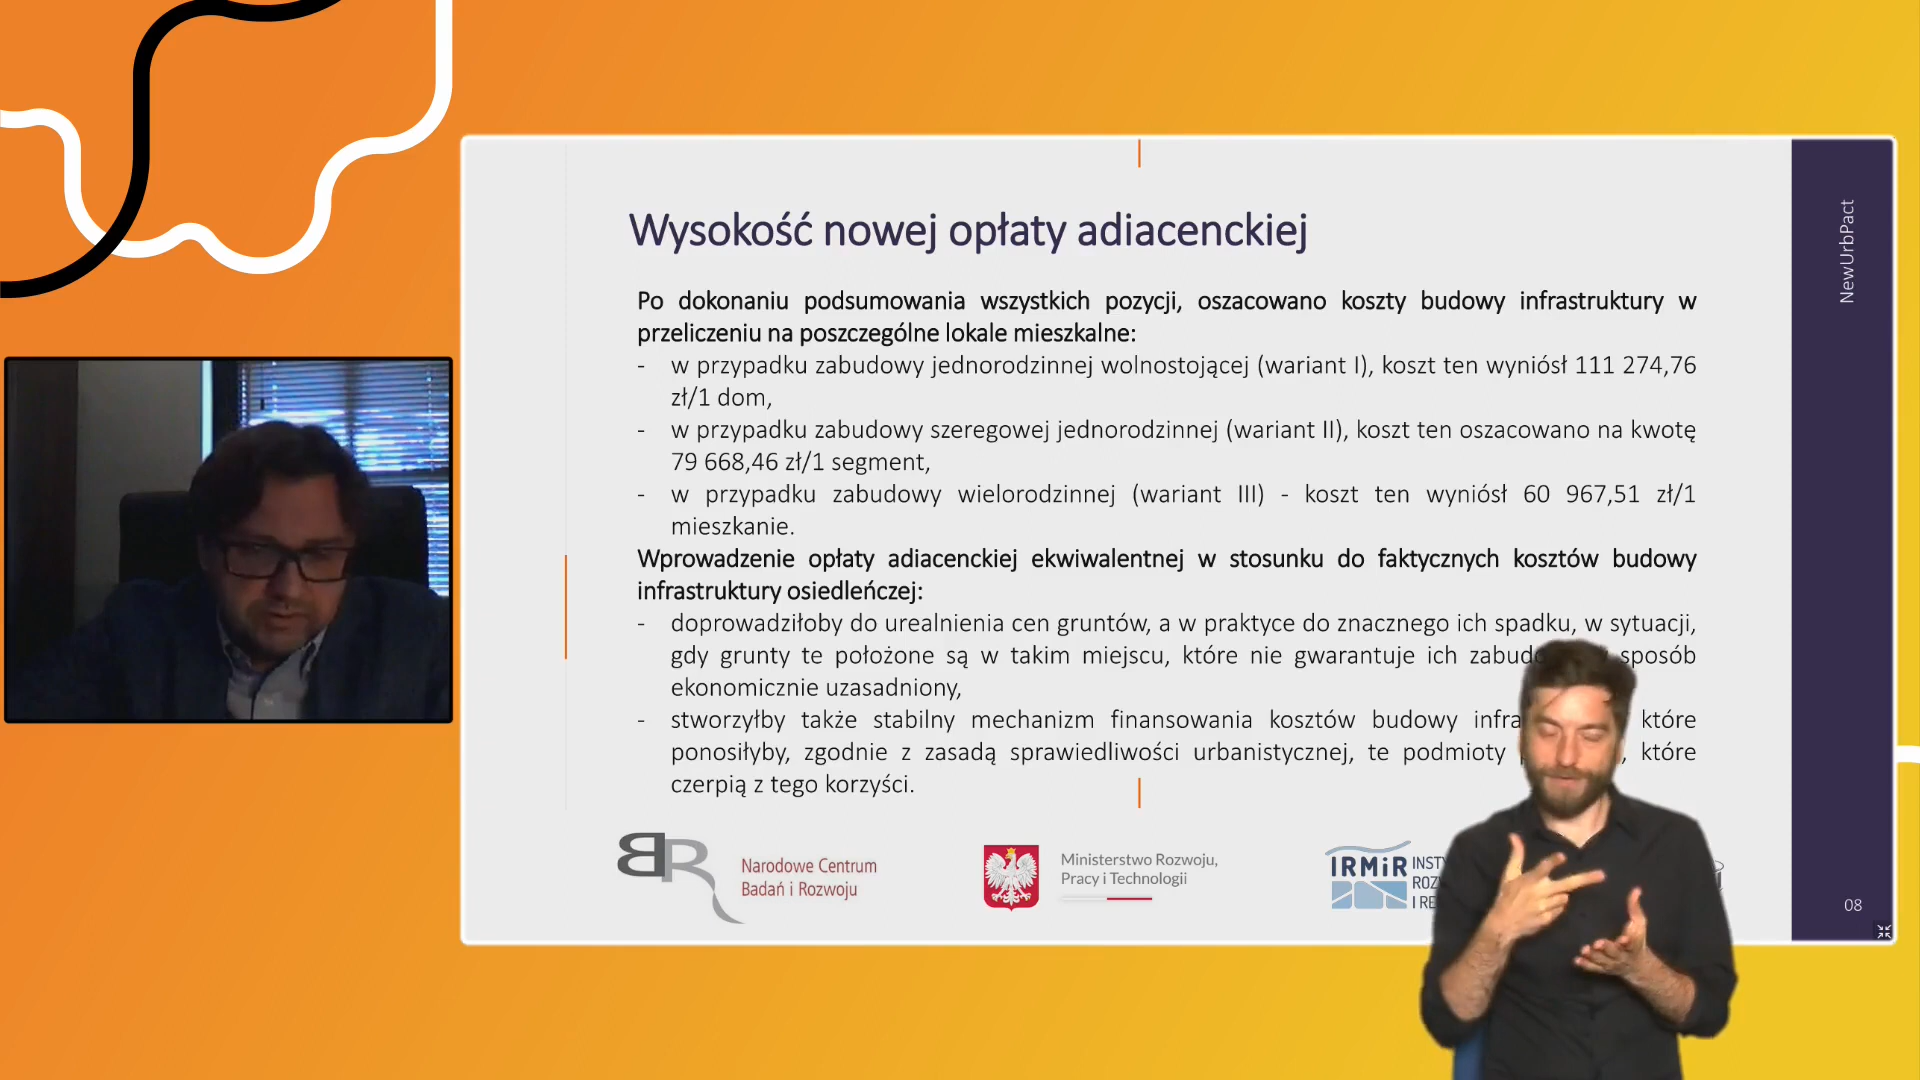 Wysokość nowej opłaty adiacenckiej
Po dokonaniu podsumowania wszystkich pozycji, oszacowano koszty budowy infrastruktury w
przeliczeniu na poszczególne lokale mieszkalne:
- w przypadku zabudowy jednorodzinnej wolnostojącej (wariant I), koszt ten wyniósł 111 274,76
zł/1 dom,
- w przypadku zabudowy szeregowej jednorodzinnej (wariant II), koszt ten oszacowano na kwotę
79 668,46 zł/1 segment,
- w przypadku zabudowy wielorodzinnej (wariant III) - koszt ten wyniósł 60 967,51 zł/1
mieszkanie.
Wprowadzenie opłaty adiacenckiej ekwiwalentnej w stosunku do faktycznych kosztów budowy
infrastruktury osiedleńczej:
- doprowadziłoby do urealnienia cen gruntów, a w praktyce do znacznego ich spadku, w sytuacji,
gdy grunty te położone są w takim miejscu, które nie gwarantuje ich sposób
ekonomicznie uzasadniony,
- stworzyłby także stabilny mechanizm finansowania kosztów budowy które
ponosiłyby, zgodnie z zasadą sprawiedliwości urbanistycznej, te podmioty które
czerpią z tego korzyści.
BR
Narodowe Centrum
Badań i Rozwoju
Ministerstwo Rozwoju,
Pracy i Technologii
IRMiR
NewUrbPact
08